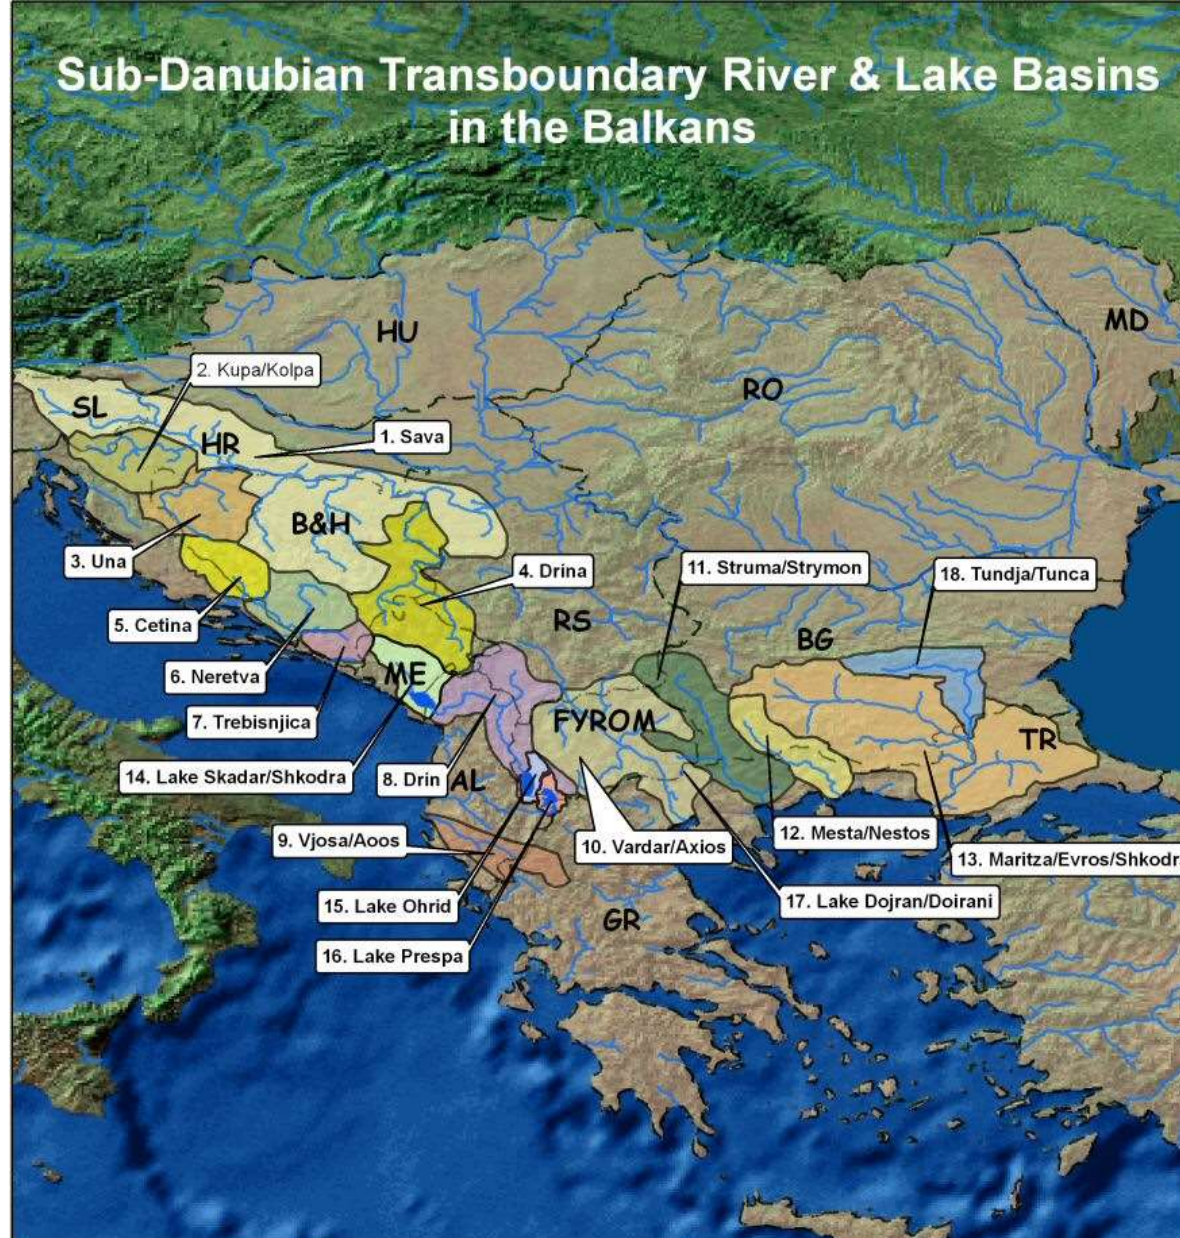 Sub-Danubian Transboundary River & Lake Basins
in the Balkans
HU
MD
RO
2. Kupa/Kolpa
SL
HR
1. Sava
B&H
3. Una
4. Drina
11. Struma/Strymon
18. Tundja/Tunca
5. Cetina
RS
BG
6. Neretva
ME
7. Trebisnjica
FYROM
TR
14. Lake Skadar/Shkodra
8. Drin
AL
9. Vjosa/Aoos
10. Vardar/Axios
12. Mesta/Nestos
13. Maritza/Evros/Shkodr
15. Lake Ohrid
17. Lake Dojran/Doirani
GR
16. Lake Prespa